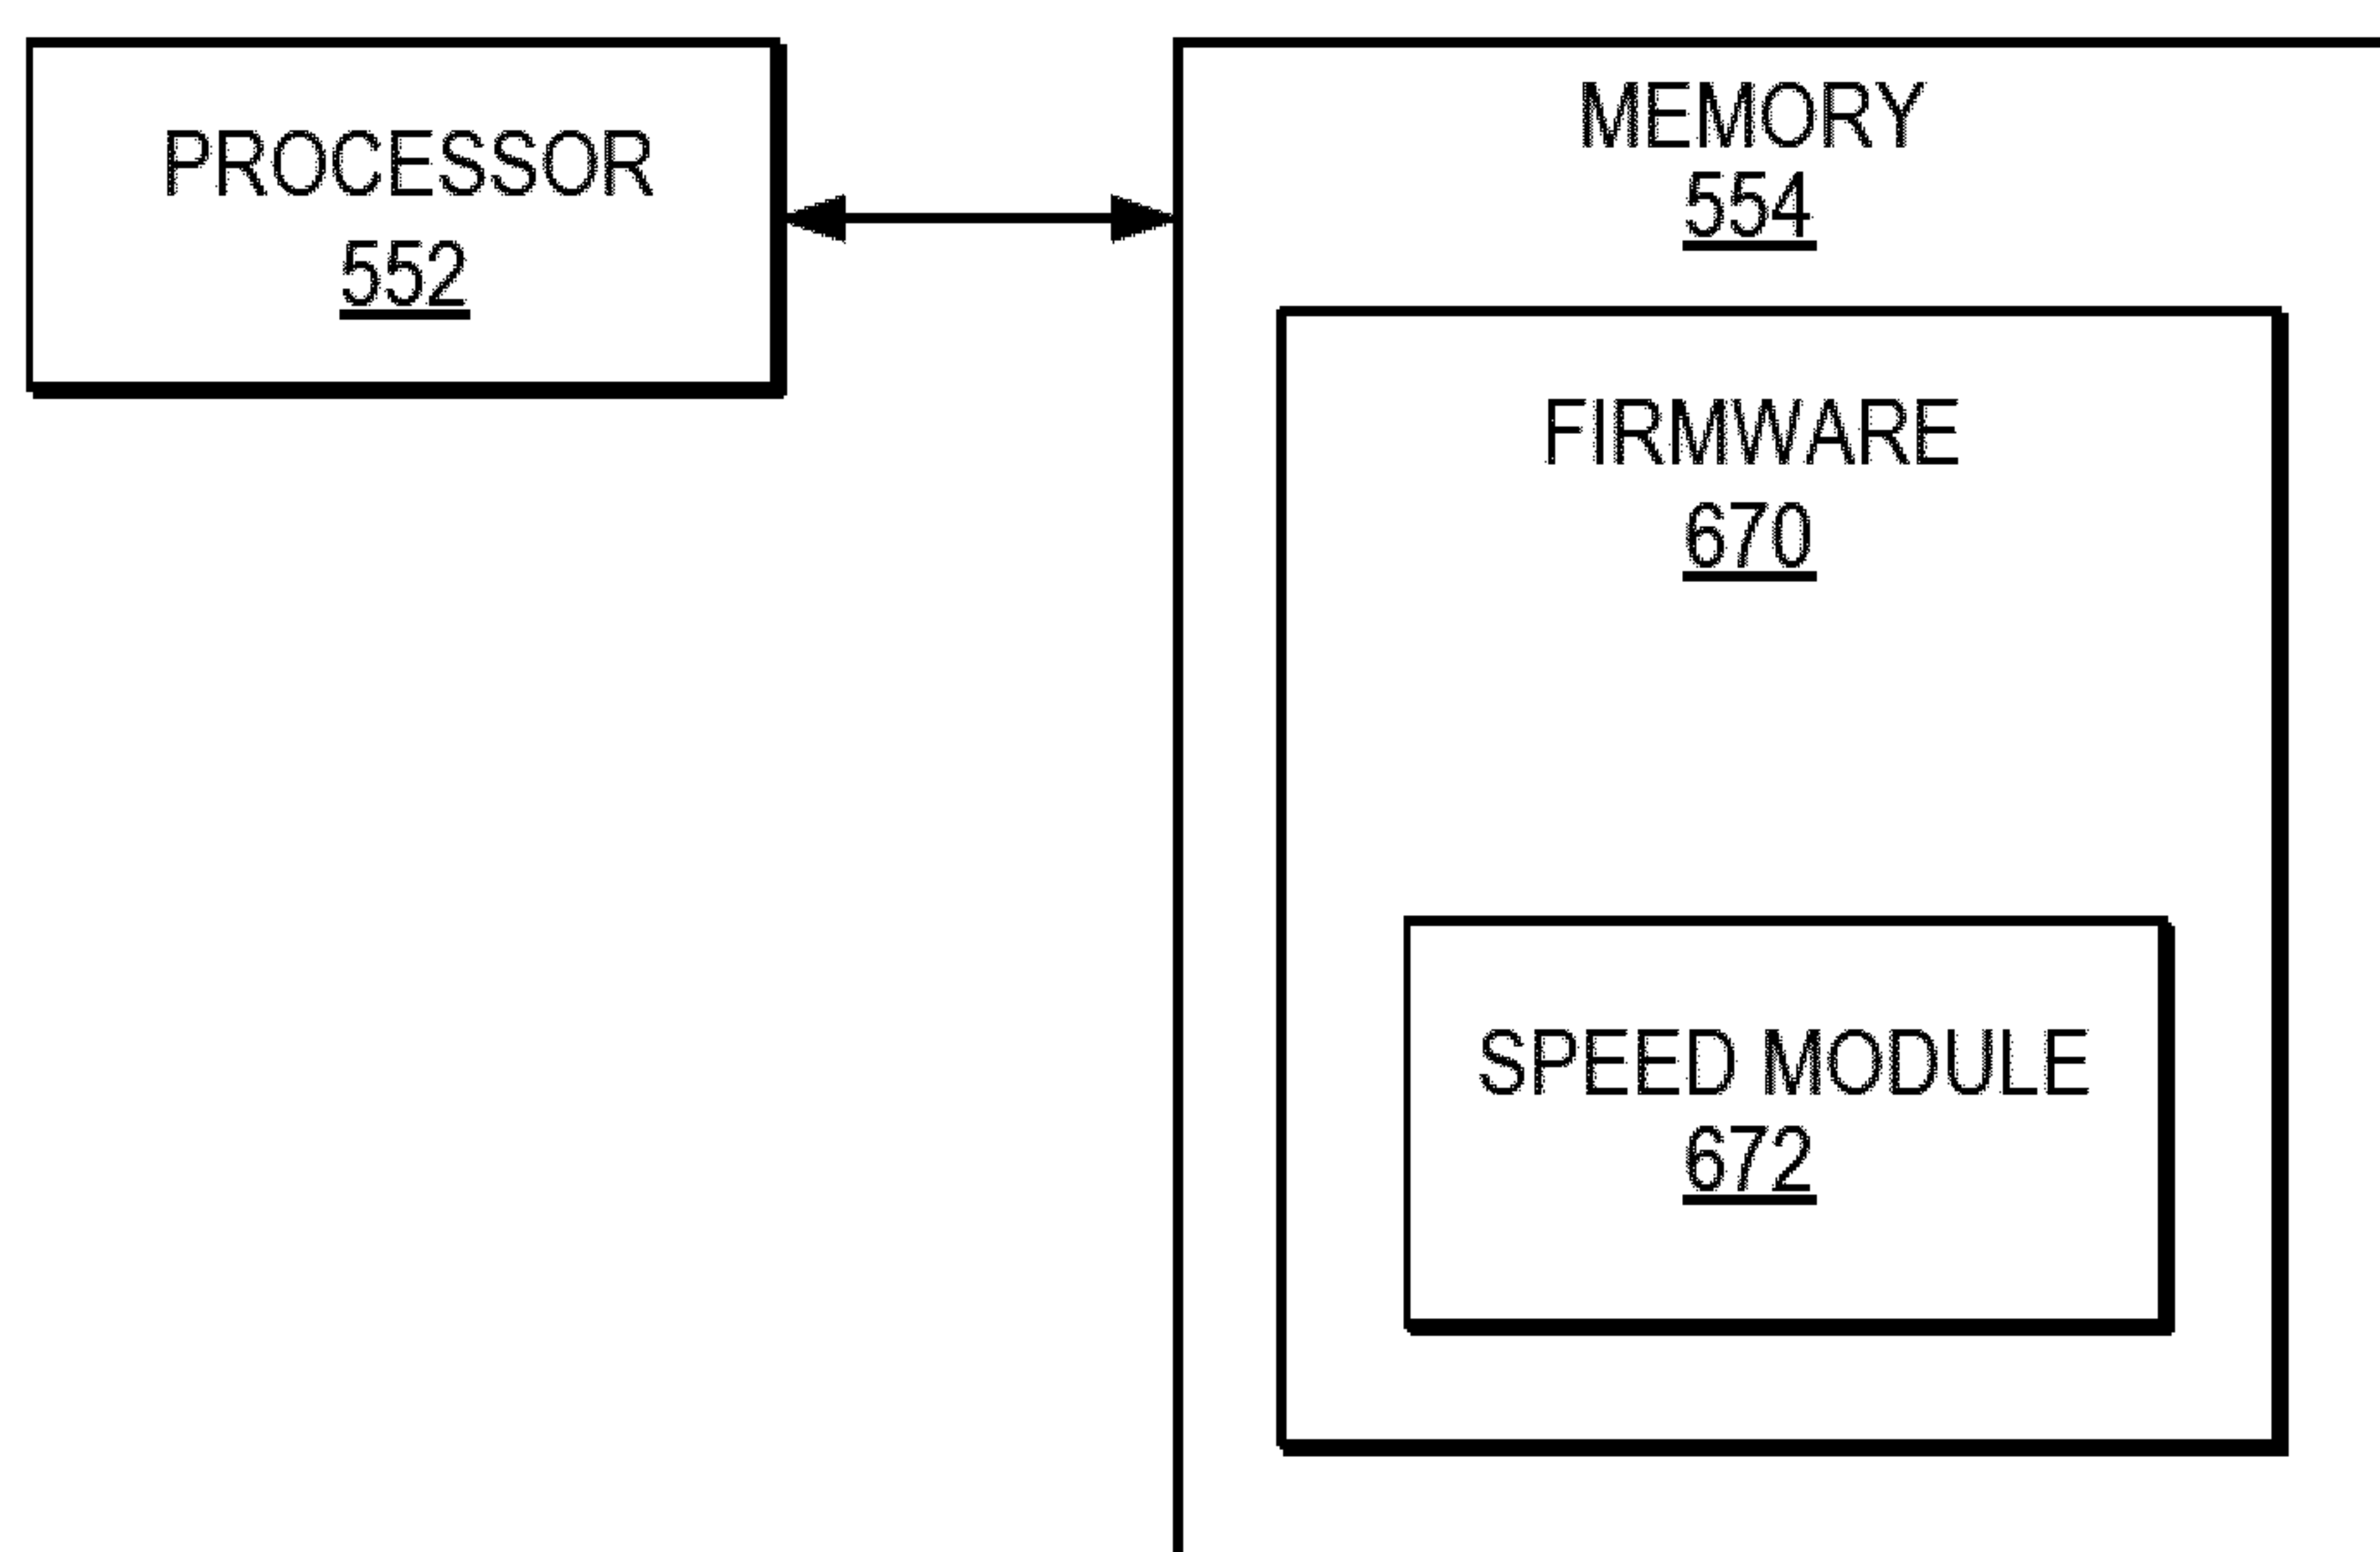 PROCESSOR
552
MEMORY
554
FIRMWARE
670
SPEED MODULE
672